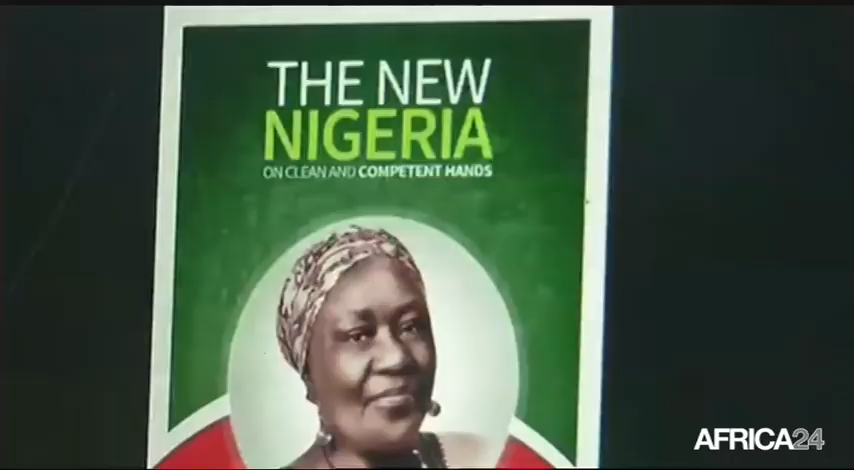 THE NEW
NIGERIA
ON CLEAN AND COMPETENT HANDS
AFRICA24